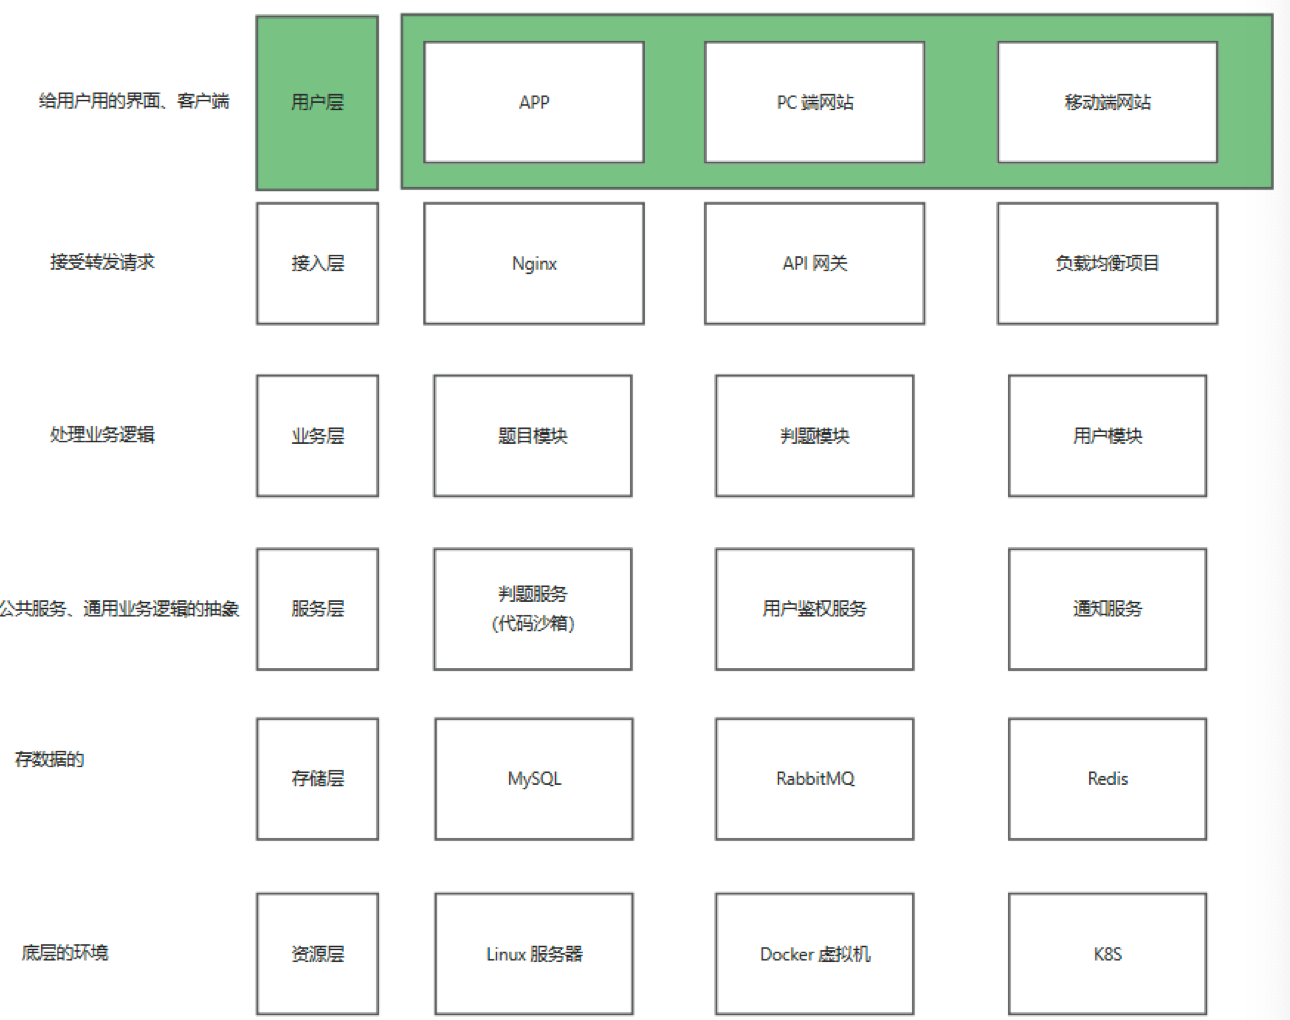 给用户用的界面、客户端
用户层
APP
PC 端网站
移动端网站
接受转发请求
接入层
Nginx
API 网关
负载均衡项目
处理业务逻辑
业务层
题目模块
判题模块
用户模块
公共服务、通用业务逻辑的抽象
服务层
判题服务
(代码沙箱)
用户鉴权服务
通知服务
存数据的
存储层
MySQL
RabbitMQ
Redis
底层的环境
资源层
Linux 服务器
Docker 虚拟机
K8S